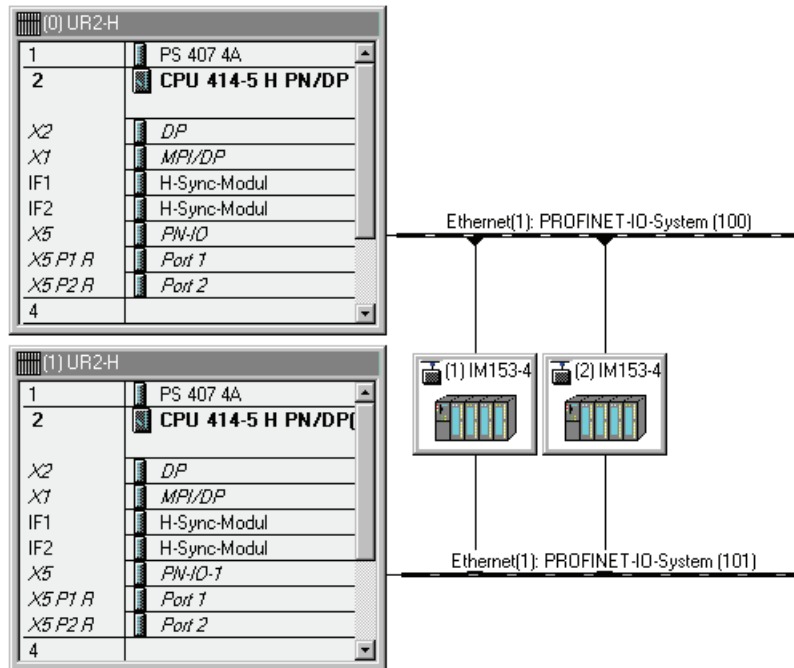 (0) UR2-H
1 PS 407 4A
2 CPU 414-5 H PN/DP
X2 DP
X1 MPI/DP
IF1 H-Sync-Modul
IF2 H-Sync-Modul
X5 PN-IO
X5 P1 R Port 1
X5 P2 R Port 2
4
Ethernet(1): PROFINET-IO-System (100)
(1) IM153-4
(2) IM153-4
(1) UR2-H
1 PS 407 4A
2 CPU 414-5 H PN/DP(
X2 DP
X1 MPI/DP
IF1 H-Sync-Modul
IF2 H-Sync-Modul
X5 PN-IO-1
X5 P1 R Port 1
X5 P2 R Port 2
4
Ethernet(1): PROFINET-IO-System (101)